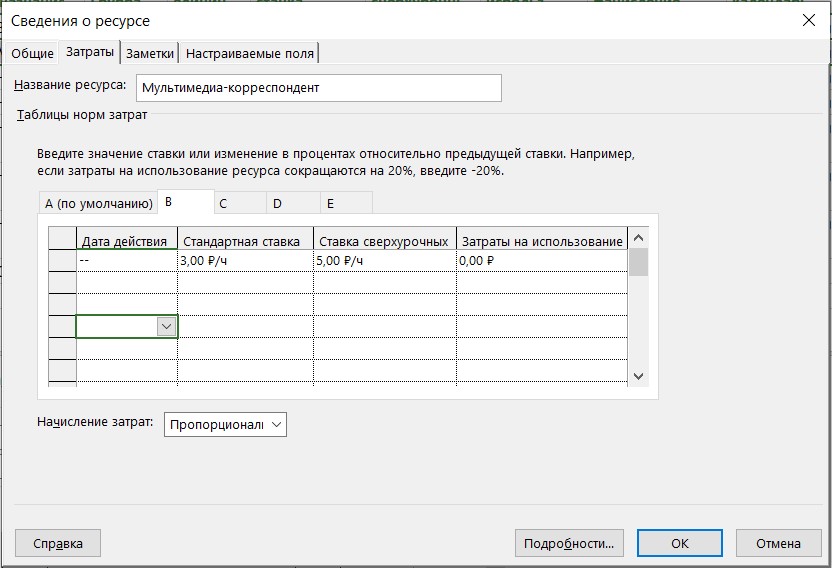 Сведения о ресурсе
Общие Затраты Заметки Настраиваемые поля
Название ресурса: Мультимедиа-корреспондент
Таблицы норм затрат
Введите значение ставки или изменение в процентах относительно предыдущей ставки. Например,
если затраты на использование ресурса сокращаются на 20%, введите -20%.
A (по умолчанию) B C D E
Дата действия Стандартная ставка Ставка сверхурочных Затраты на использование
-- 3,00 ₽/ч 5,00 ₽/ч 0,00 ₽
Начисление затрат: Пропорционал
Справка Подробности... ОК Отмена